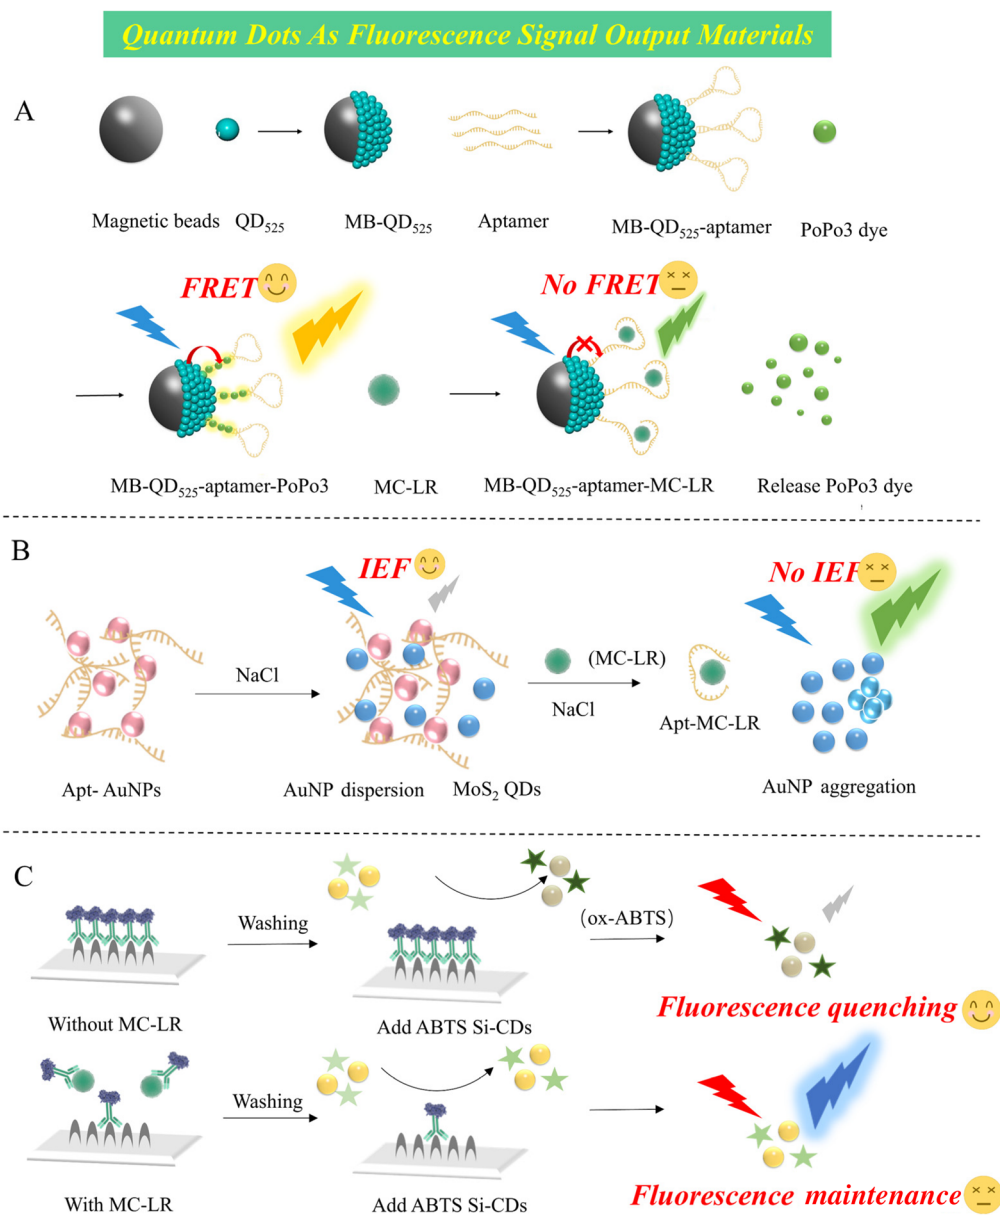 Quantum Dots As Fluorescence Signal Output Materials
A
Magnetic beads QD525 MB-QD525 Aptamer MB-QD525-aptamer PoPo3 dye
FRET No FRET
MB-QD525-aptamer-PoPo3 MC-LR MB-QD525-aptamer-MC-LR Release PoPo3 dye
B
IEF No IEF
NaCl (MC-LR)
NaCl Apt-MC-LR
Apt- AuNPs AuNP dispersion MoS2 QDs AuNP aggregation
C
Washing (ox-ABTS)
Without MC-LR Add ABTS Si-CDs Fluorescence quenching
Washing
With MC-LR Add ABTS Si-CDs Fluorescence maintenance